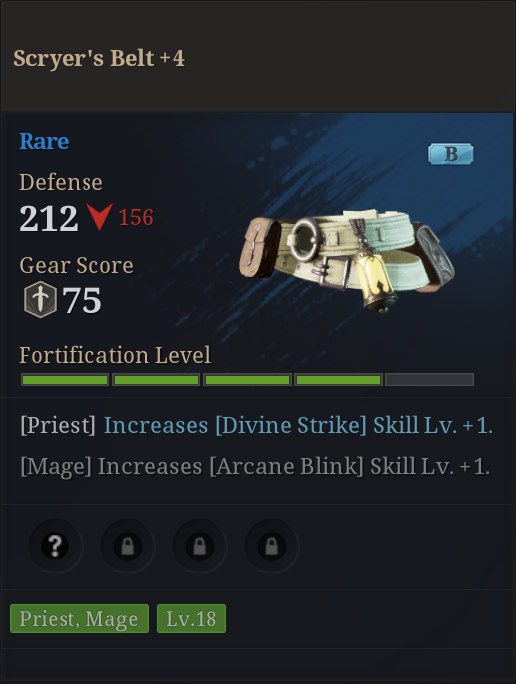 Scryer's Belt +4
Rare
B
Defense
212 156
Gear Score
75
Fortification Level
[Priest] Increases [Divine Strike] Skill Lv. +1.
[Mage] Increases [Arcane Blink] Skill Lv. +1.
?
Priest, Mage Lv.18